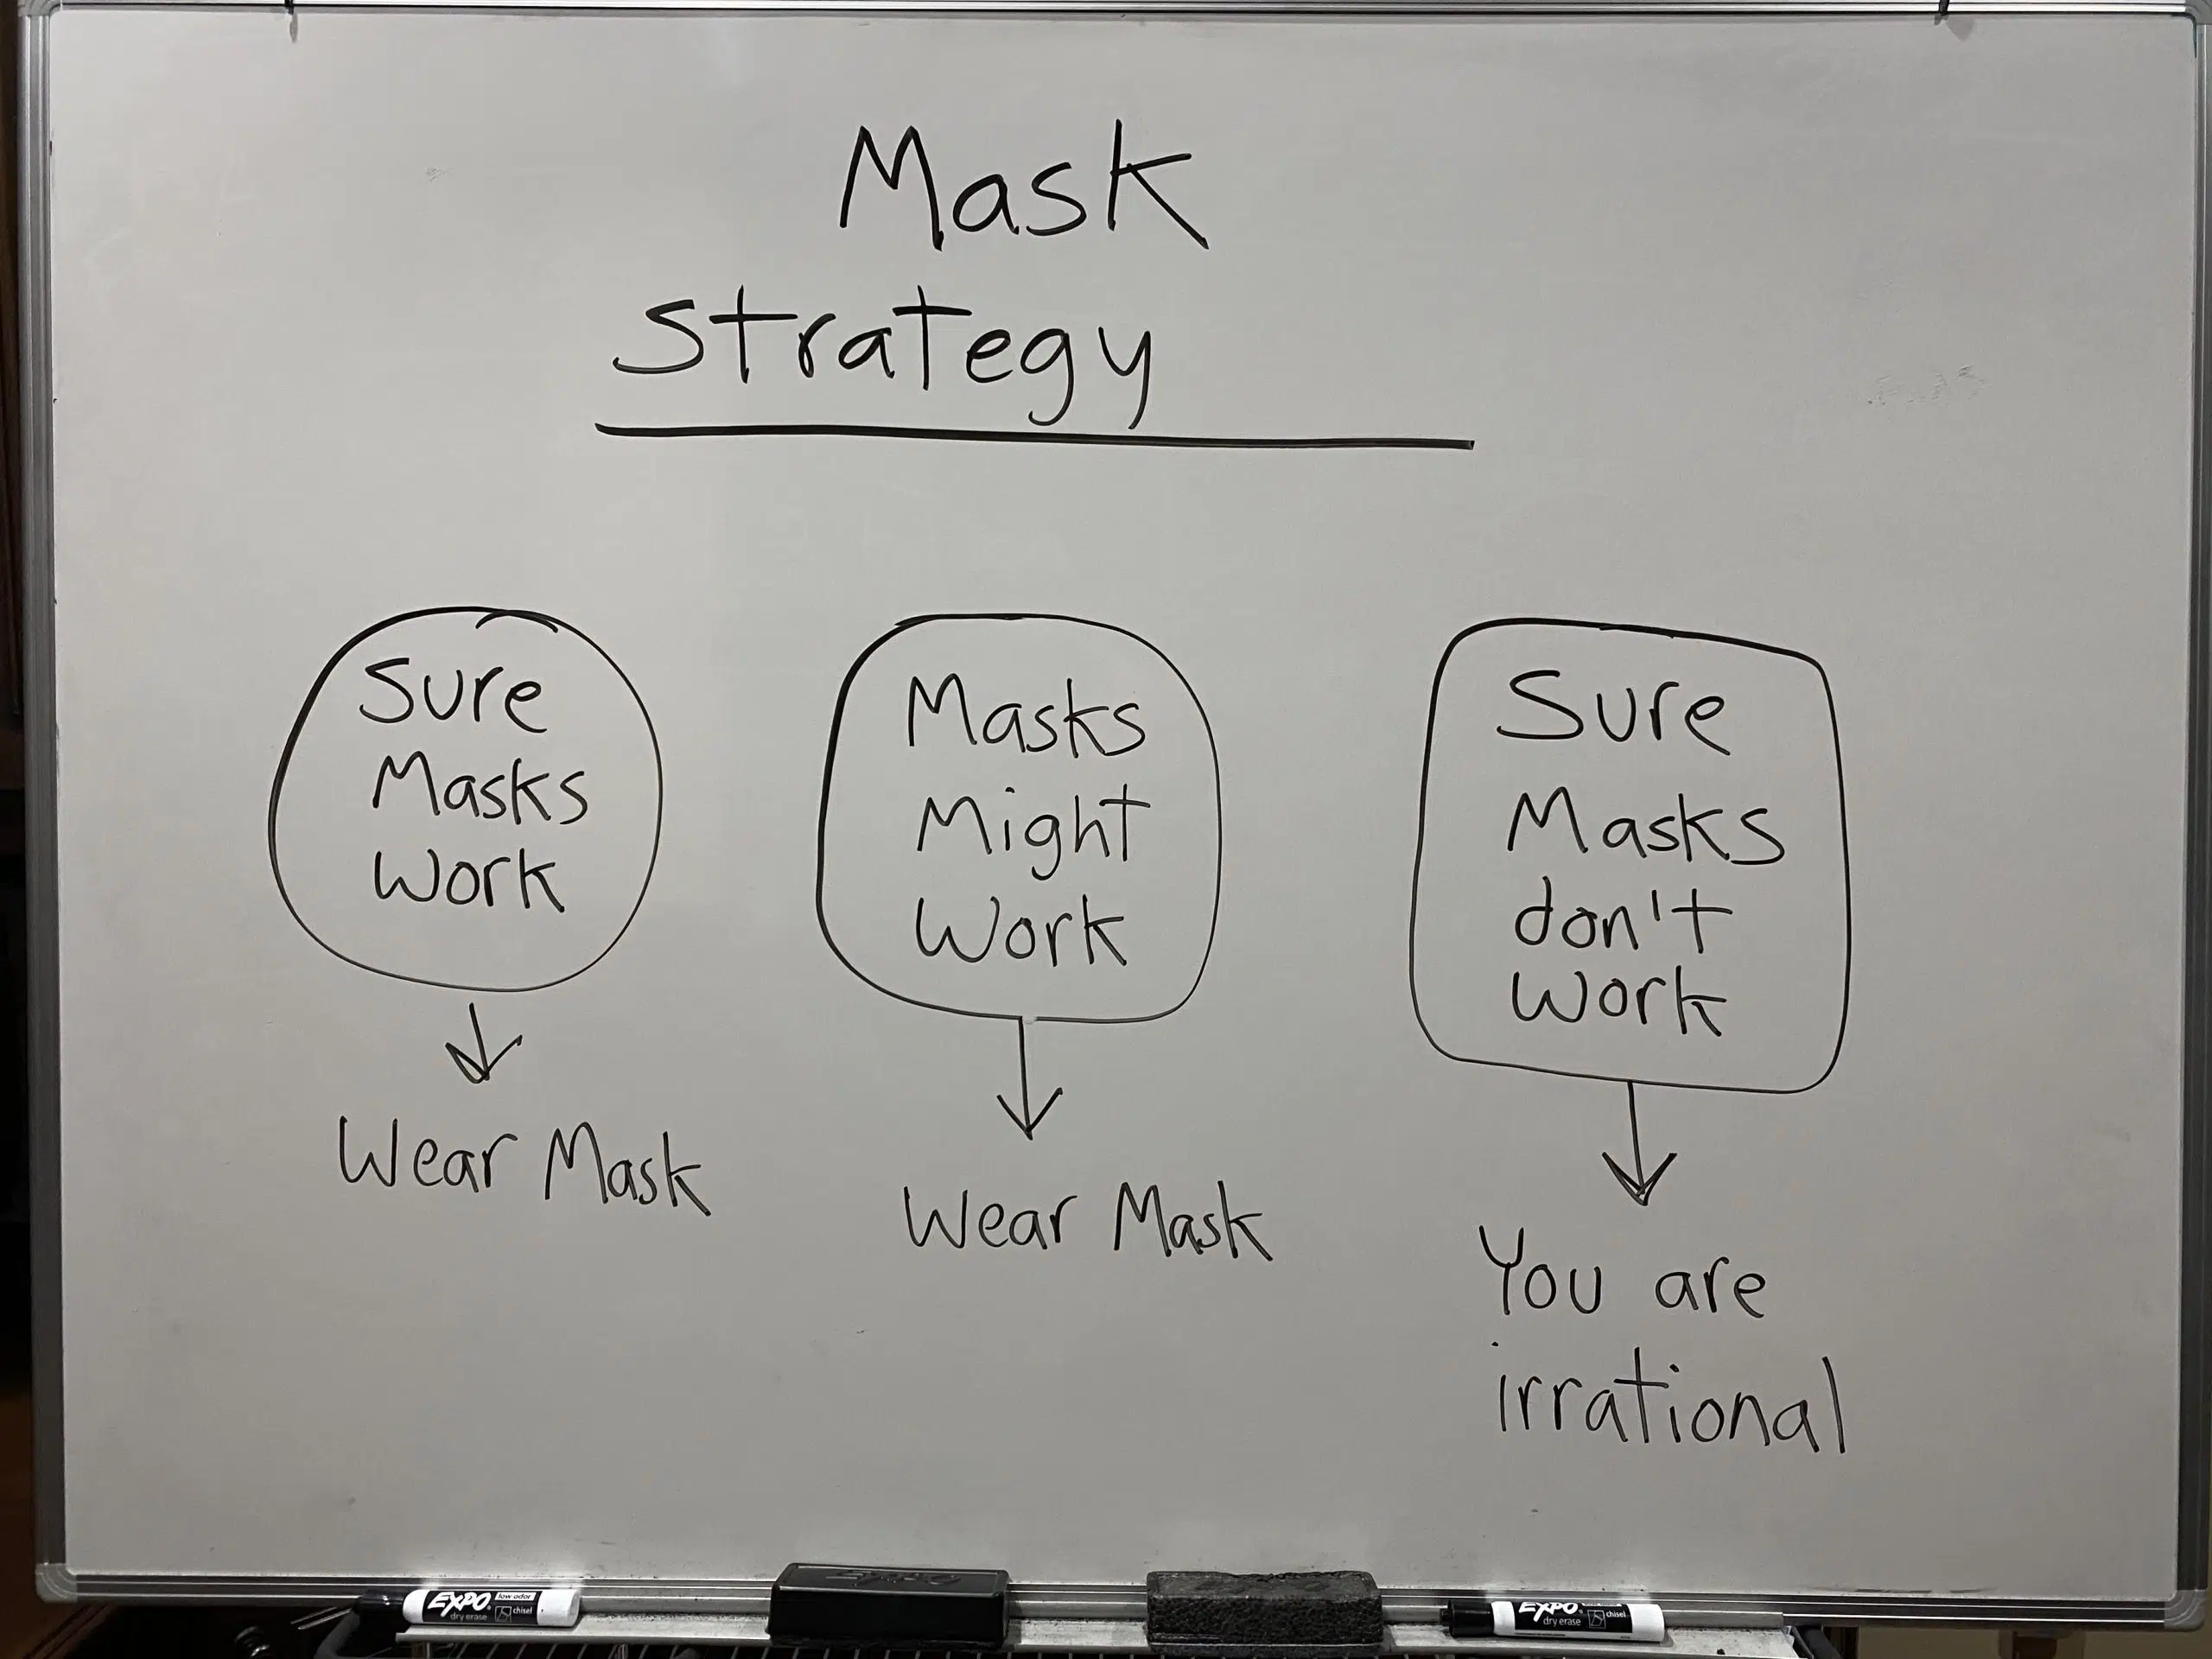 Mask
Strategy
Sure
Masks
Work
Wear Mask
Masks
Might
Work
Wear Mask
Sure
Masks
don't
Work
You are
irrational
EXPO low odor
dry erase chisel
EXPO
dry erase chisel